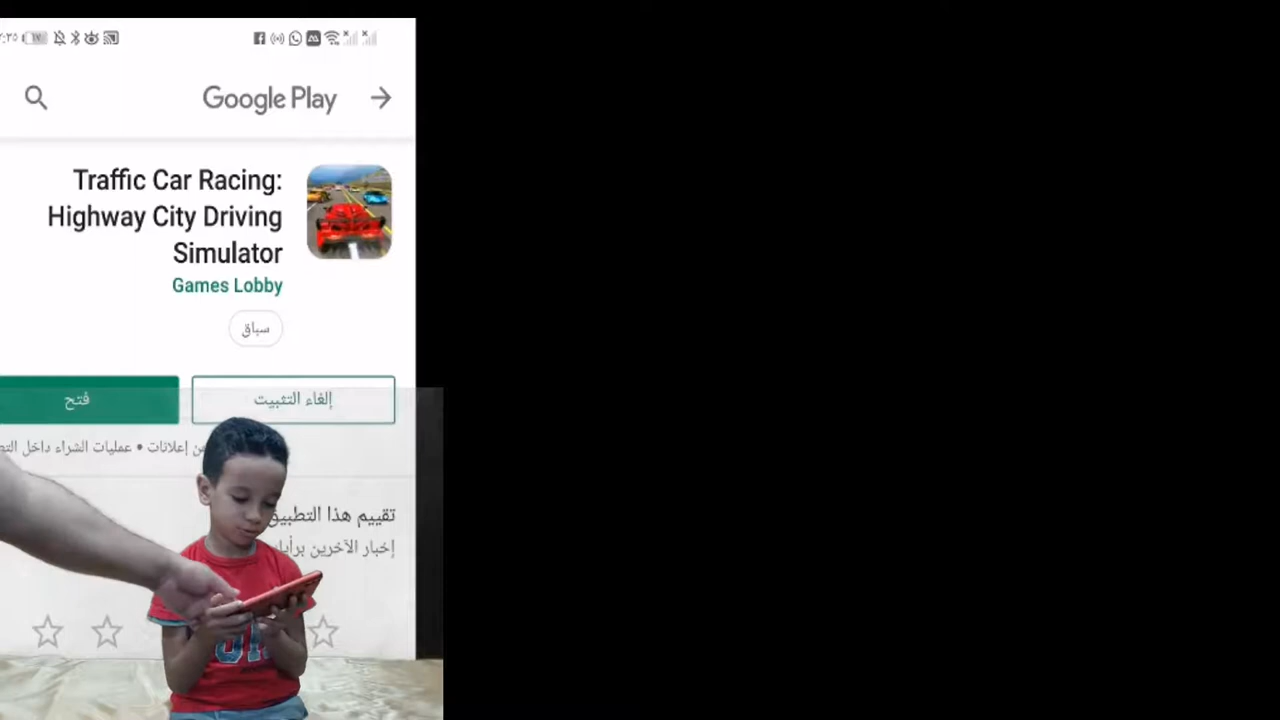 Google Play
Traffic Car Racing:
Highway City Driving
Simulator
Games Lobby
سباق
إلغاء التثبيت
فتح
إعلانات • عمليات الشراء داخل
تقييم هذا التطبيق
إخبار الآخرين برأيك